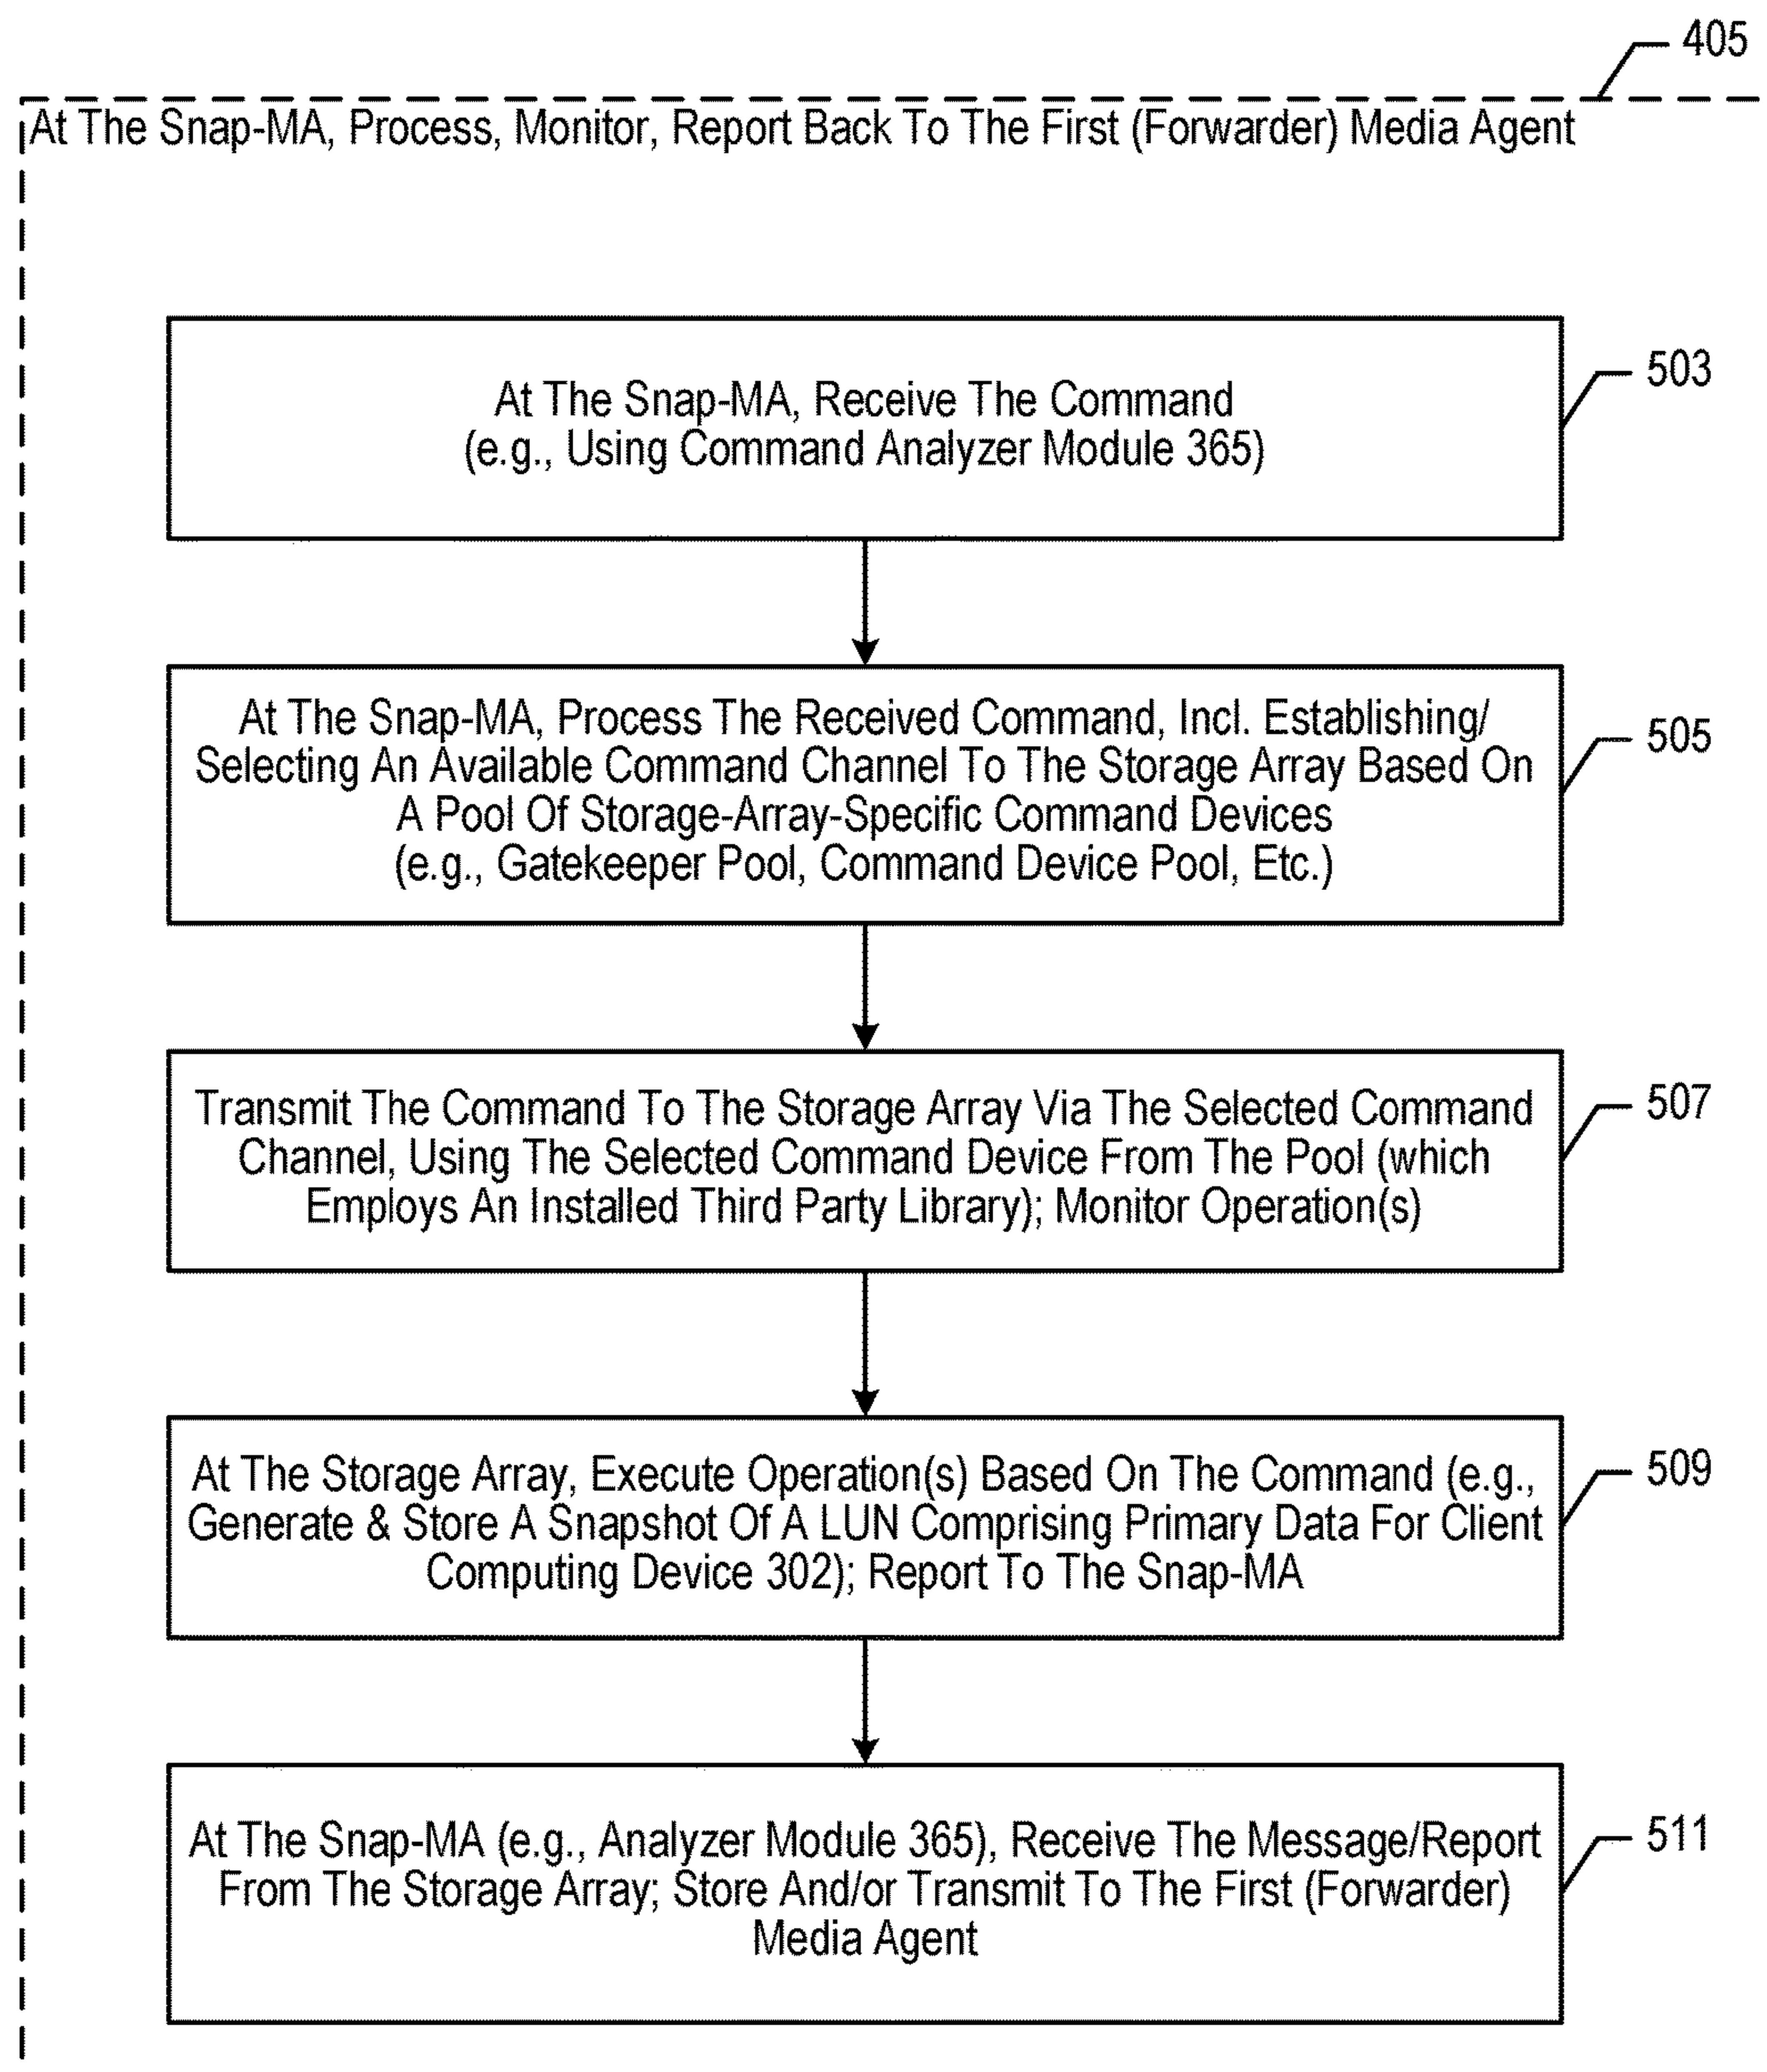 405
At The Snap-MA, Process, Monitor, Report Back To The First (Forwarder) Media Agent
503
At The Snap-MA, Receive The Command
(e.g., Using Command Analyzer Module 365)
505
At The Snap-MA, Process The Received Command, Incl. Establishing/
Selecting An Available Command Channel To The Storage Array Based On
A Pool Of Storage-Array-Specific Command Devices
(e.g., Gatekeeper Pool, Command Device Pool, Etc.)
507
Transmit The Command To The Storage Array Via The Selected Command
Channel, Using The Selected Command Device From The Pool (which
Employs An Installed Third Party Library); Monitor Operation(s)
509
At The Storage Array, Execute Operation(s) Based On The Command (e.g.,
Generate & Store A Snapshot Of A LUN Comprising Primary Data For Client
Computing Device 302); Report To The Snap-MA
511
At The Snap-MA (e.g., Analyzer Module 365), Receive The Message/Report
From The Storage Array; Store And/or Transmit To The First (Forwarder)
Media Agent